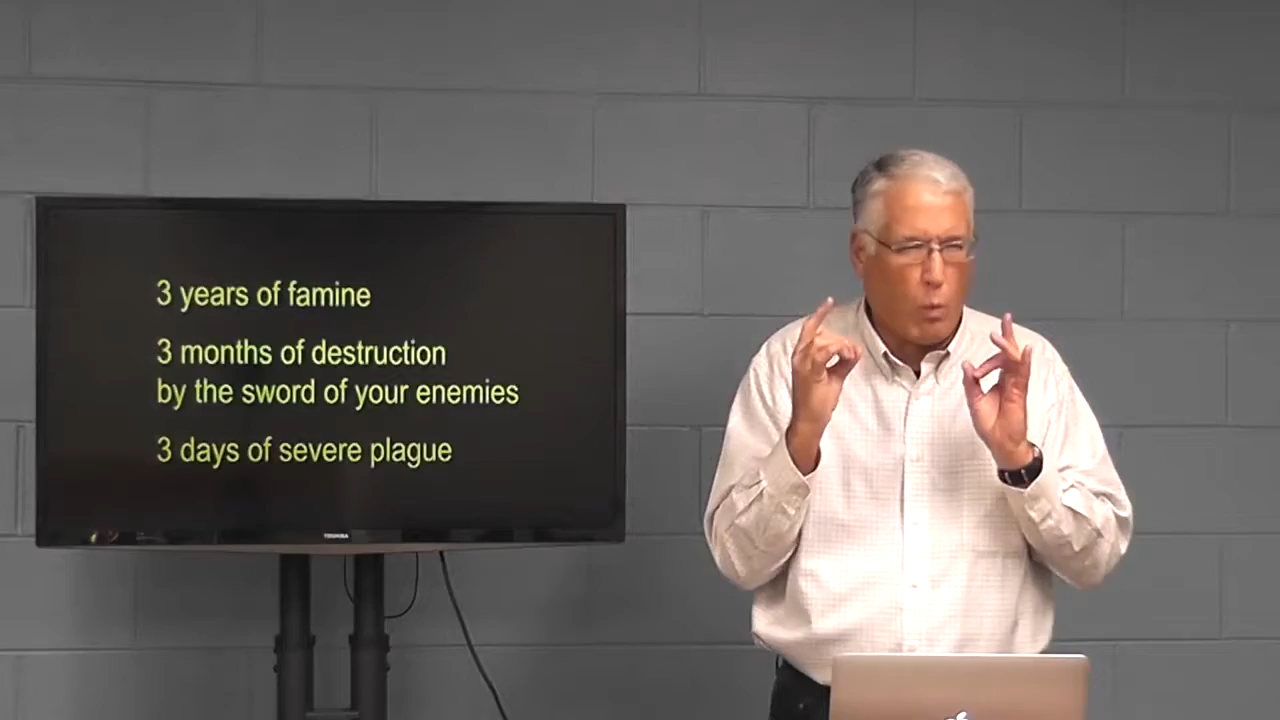 3 years of famine
3 months of destruction
by the sword of your enemies
3 days of severe plague
TOSHIBA